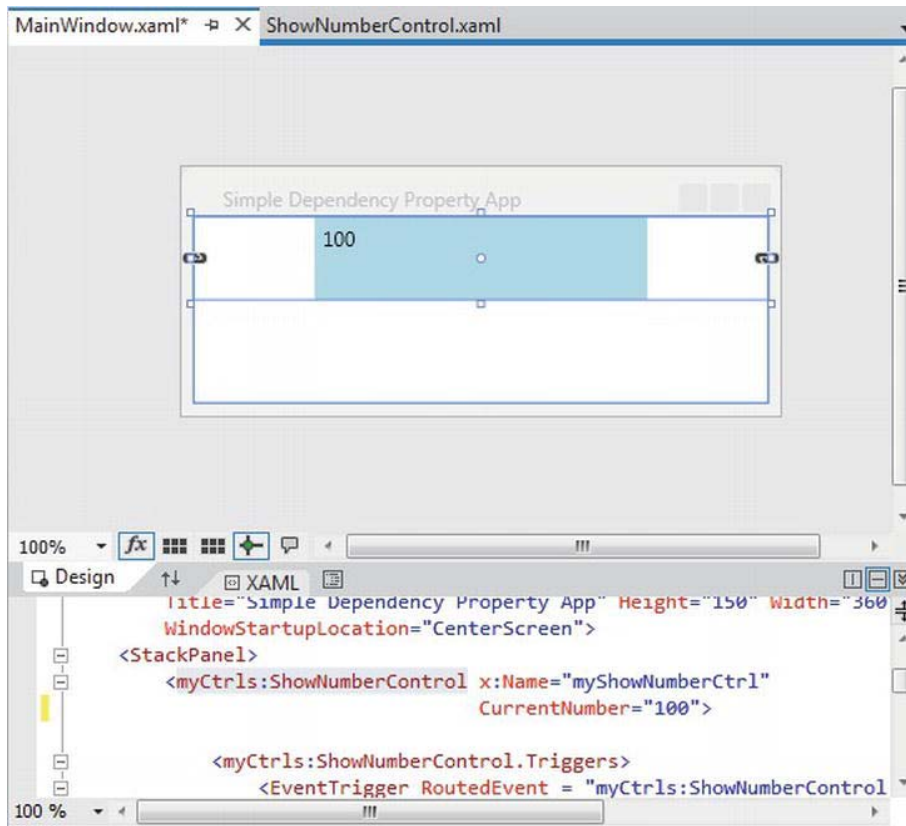 MainWindow.xaml* ShowNumberControl.xaml
Simple Dependency Property App
100
100% fx
Design XAML
Title="Simple Dependency Property App" Height="150" Width="360
WindowStartupLocation="CenterScreen">
<StackPanel>
<myCtrls:ShowNumberControl x:Name="myShowNumberCtrl"
CurrentNumber="100">
<myCtrls:ShowNumberControl.Triggers>
<EventTrigger RoutedEvent = "myCtrls:ShowNumberControl
100 %